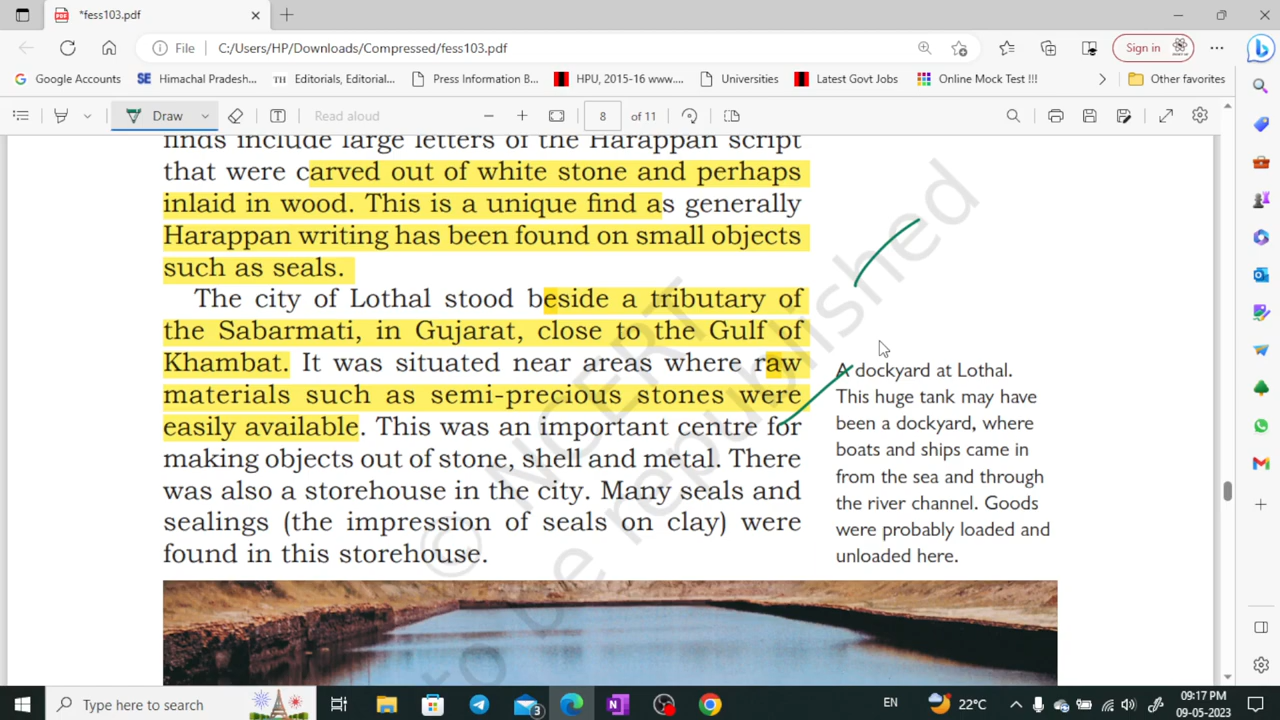 *fess103.pdf
File C:/Users/HP/Downloads/Compressed/fess103.pdf
Sign in
Google Accounts
SE Himachal Pradesh...
TH Editorials, Editorial...
Press Information B...
HPU, 2015-16 www....
Universities
Latest Govt Jobs
Online Mock Test !!!
Other favorites
Draw
Read aloud
8 of 11
finds include large letters of the Harappan script
that were carved out of white stone and perhaps
inlaid in wood. This is a unique find as generally
Harappan writing has been found on small objects
such as seals.
The city of Lothal stood beside a tributary of
the Sabarmati, in Gujarat, close to the Gulf of
Khambat. It was situated near areas where raw
materials such as semi-precious stones were
easily available. This was an important centre for
making objects out of stone, shell and metal. There
was also a storehouse in the city. Many seals and
sealings (the impression of seals on clay) were
found in this storehouse.
A dockyard at Lothal.
This huge tank may have
been a dockyard, where
boats and ships came in
from the sea and through
the river channel. Goods
were probably loaded and
unloaded here.
© NCERT
to be republished
Type here to search
3
EN
22°C
09:17 PM
09-05-2023